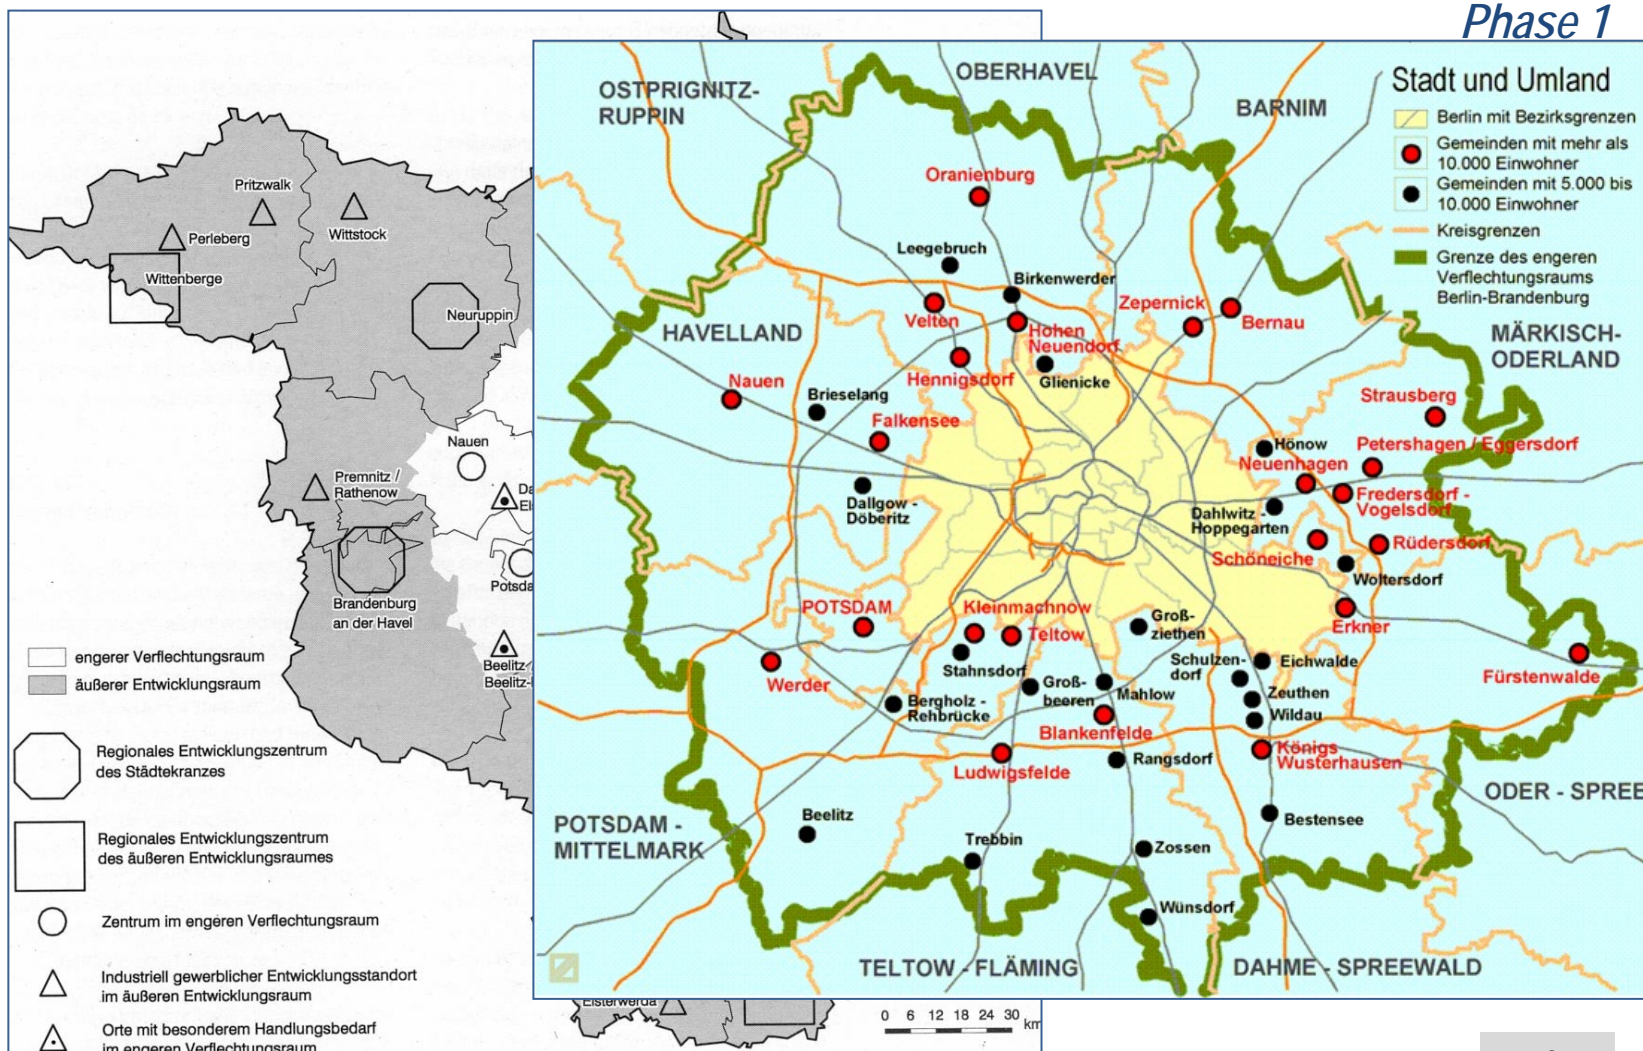 Phase 1
Pritzwalk
Perleberg
Wittstock
Wittenberge
Neuruppin
Nauen
Premnitz /
Rathenow
Brandenburg
an der Havel
Beelitz
engerer Verflechtungsraum
äußerer Entwicklungsraum
Regionales Entwicklungszentrum
des Städtekranzes
Regionales Entwicklungszentrum
des äußeren Entwicklungsraumes
Zentrum im engeren Verflechtungsraum
Industriell gewerblicher Entwicklungsstandort
im äußeren Entwicklungsraum
Orte mit besonderem Handlungsbedarf
im engeren Verflechtungsraum
Elsterwerda
0 6 12 18 24 30 km
Stadt und Umland
Berlin mit Bezirksgrenzen
Gemeinden mit mehr als
10.000 Einwohner
Gemeinden mit 5.000 bis
10.000 Einwohner
Kreisgrenzen
Grenze des engeren
Verflechtungsraums
Berlin-Brandenburg
OSTPRIGNITZ-
RUPPIN
OBERHAVEL
BARNIM
Oranienburg
Leegebruch
Birkenwerder
Zepernick
Bernau
Velten
Hohen
Neuendorf
HAVELLAND
MÄRKISCH-
ODERLAND
Hennigsdorf
Glienicke
Nauen
Brieselang
Falkensee
Strausberg
Hönow
Petershagen / Eggersdorf
Neuenhagen
Fredersdorf -
Vogelsdorf
Dallgow -
Döberitz
Dahlwitz -
Hoppegarten
Schöneiche
Rüdersdorf
Woltersdorf
POTSDAM
Kleinmachnow
Teltow
Groß-
ziethen
Erkner
Werder
Stahnsdorf
Schulzen-
dorf
Eichwalde
Fürstenwalde
Bergholz -
Rehbrücke
Groß-
beeren
Mahlow
Zeuthen
Wildau
Blankenfelde
Königs
Wusterhausen
Ludwigsfelde
Rangsdorf
ODER - SPREE
POTSDAM -
MITTELMARK
Beelitz
Trebbin
Zossen
Bestensee
Wünsdorf
TELTOW - FLÄMING
DAHME - SPREEWALD